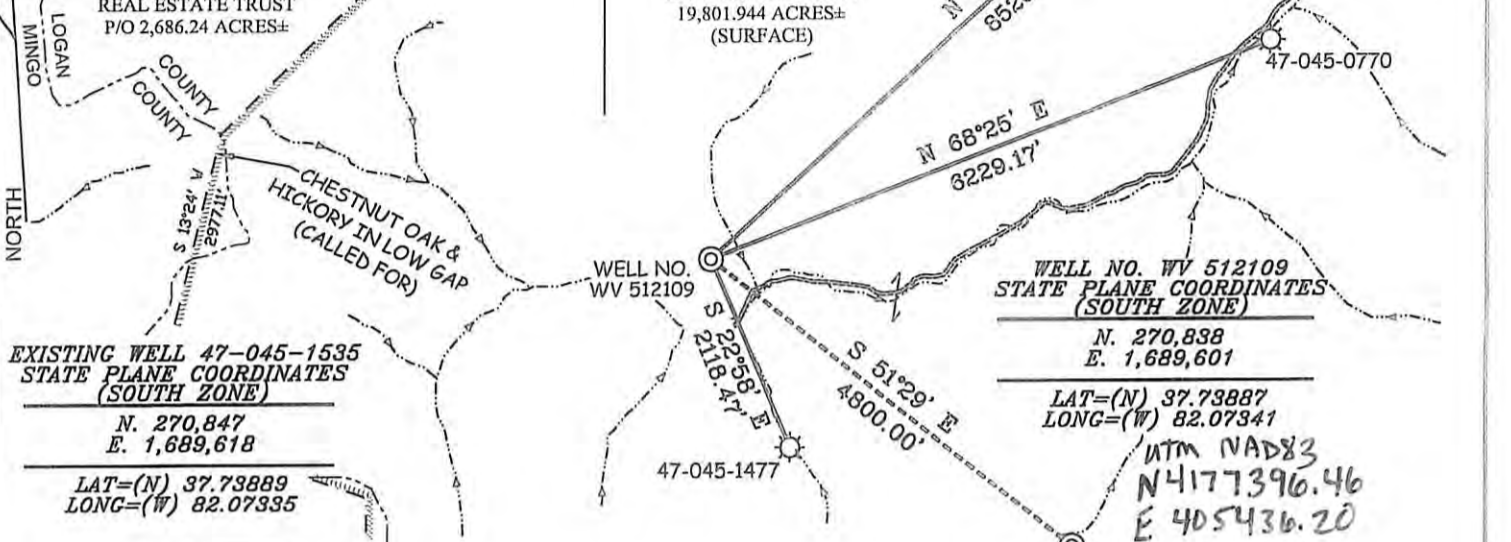 REAL ESTATE TRUST
P/O 2,686.24 ACRES±
19,801.944 ACRES±
(SURFACE)
LOGAN
MINGO
COUNTY
COUNTY
NORTH
S 13°24' W
2977.11'
CHESTNUT OAK &
HICKORY IN LOW GAP
(CALLED FOR)
N
47-045-0770
N 68°25' E
6229.17'
WELL NO.
WV 512109
S 22°58' E
2118.47'
47-045-1477
S 51°29' E
4800.00'
WELL NO. WV 512109
STATE PLANE COORDINATES
(SOUTH ZONE)
N. 270,838
E. 1,689,601
LAT=(N) 37.73887
LONG=(W) 82.07341
UTM NAD83
N 4177396.46
E 405436.20
EXISTING WELL 47-045-1535
STATE PLANE COORDINATES
(SOUTH ZONE)
N. 270,847
E. 1,689,618
LAT=(N) 37.73889
LONG=(W) 82.07335